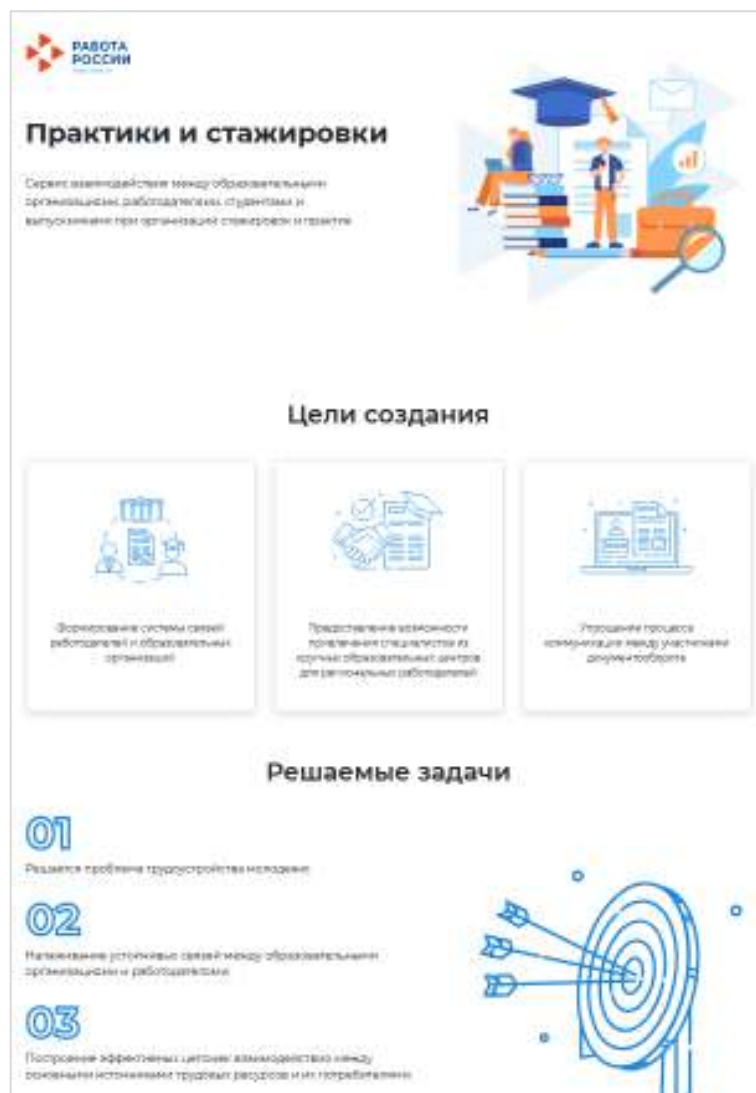 РАБОТА
РОССИИ
Практики и стажировки
Сервис взаимодействия между образовательными
организациями, работодателями, студентами и
выпускниками при организации стажировок и практик
Цели создания
Формирование системы связей
работодателей и образовательных
организаций
Предоставление возможности
привлечения специалистов из
крупных образовательных центров
для региональных работодателей
Упрощение процесса
коммуникации между участниками
документооборота
Решаемые задачи
01
Решается проблема трудоустройства молодежи
02
Налаживание устойчивых связей между образовательными
организациями и работодателями
03
Построение эффективных цепочек взаимодействия между
основными источниками трудовых ресурсов и их потребителями